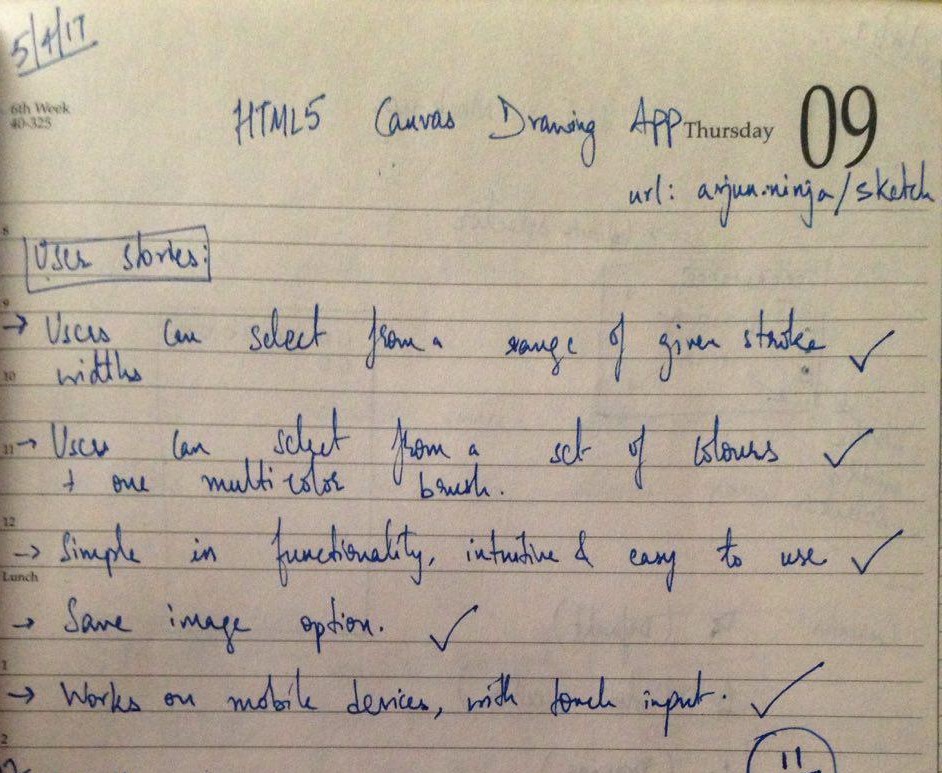 5/4/17
6th Week
40-325
HTML5 Canvas Drawing App
Thursday 09
url: arjun.ninja/sketch
8
User stories:
9
→ Users can select from a range of given stroke ✓
10 widths
11 → Users can select from a set of colours ✓
+ one multicolor brush.
12
→ Simple in functionality, intuitive & easy to use ✓
Lunch
→ Save image option. ✓
1
→ Works on mobile devices, with touch input. ✓
2
11